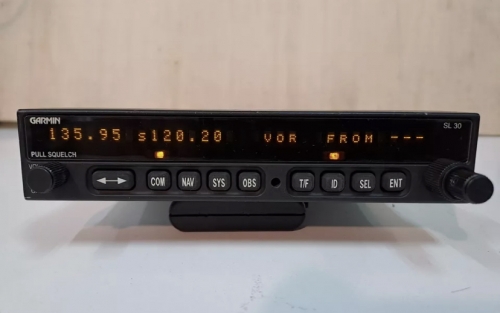 GARMIN
SL 30
135.95 s120.20 VOR FROM ---
PULL SQUELCH
COM NAV SYS OBS T/F ID SEL ENT